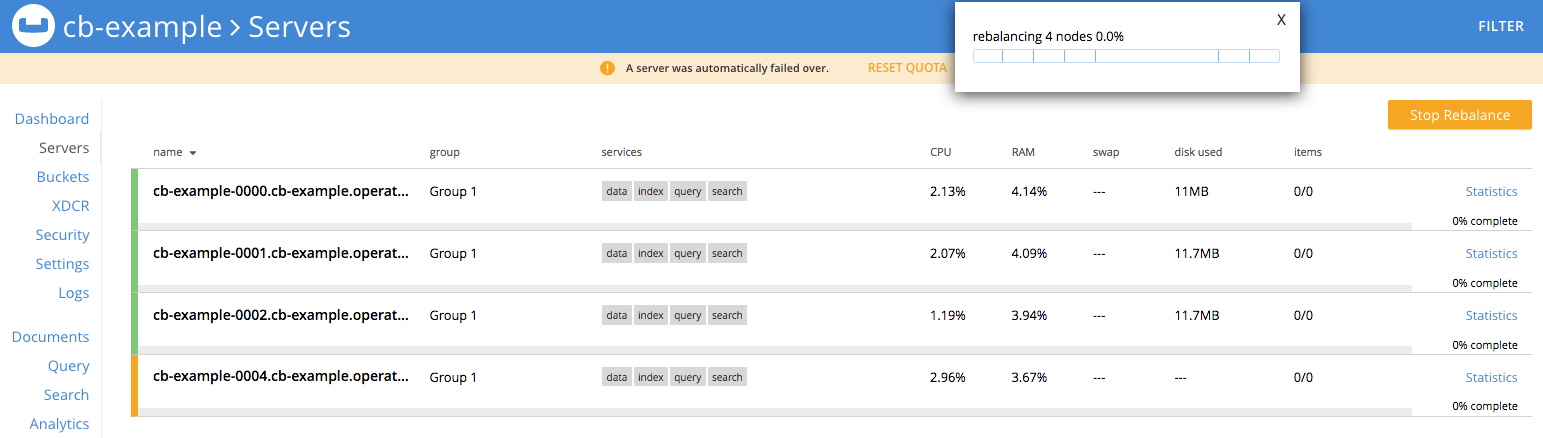 cb-example > Servers
X
rebalancing 4 nodes 0.0%
FILTER
! A server was automatically failed over. RESET QUOTA
Dashboard
Servers
Buckets
XDCR
Security
Settings
Logs
Documents
Query
Search
Analytics
Stop Rebalance
name group services CPU RAM swap disk used items
cb-example-0000.cb-example.operat... Group 1 data index query search 2.13% 4.14% --- 11MB 0/0 Statistics
0% complete
cb-example-0001.cb-example.operat... Group 1 data index query search 2.07% 4.09% --- 11.7MB 0/0 Statistics
0% complete
cb-example-0002.cb-example.operat... Group 1 data index query search 1.19% 3.94% --- 11.7MB 0/0 Statistics
0% complete
cb-example-0004.cb-example.operat... Group 1 data index query search 2.96% 3.67% --- --- 0/0 Statistics
0% complete